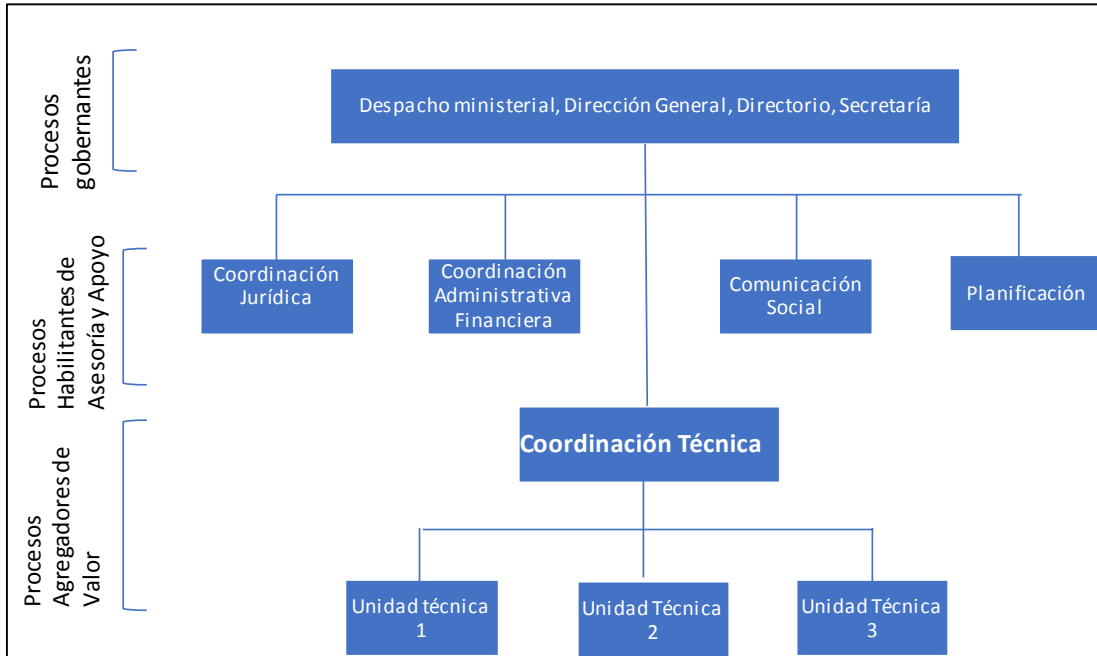 Procesos
gobernantes
Despacho ministerial, Dirección General, Directorio, Secretaría
Procesos
Habilitantes de
Asesoría y Apoyo
Coordinación
Jurídica
Coordinación
Administrativa
Financiera
Comunicación
Social
Planificación
Procesos
Agregadores de
Valor
Coordinación Técnica
Unidad técnica
1
Unidad Técnica
2
Unidad Técnica
3